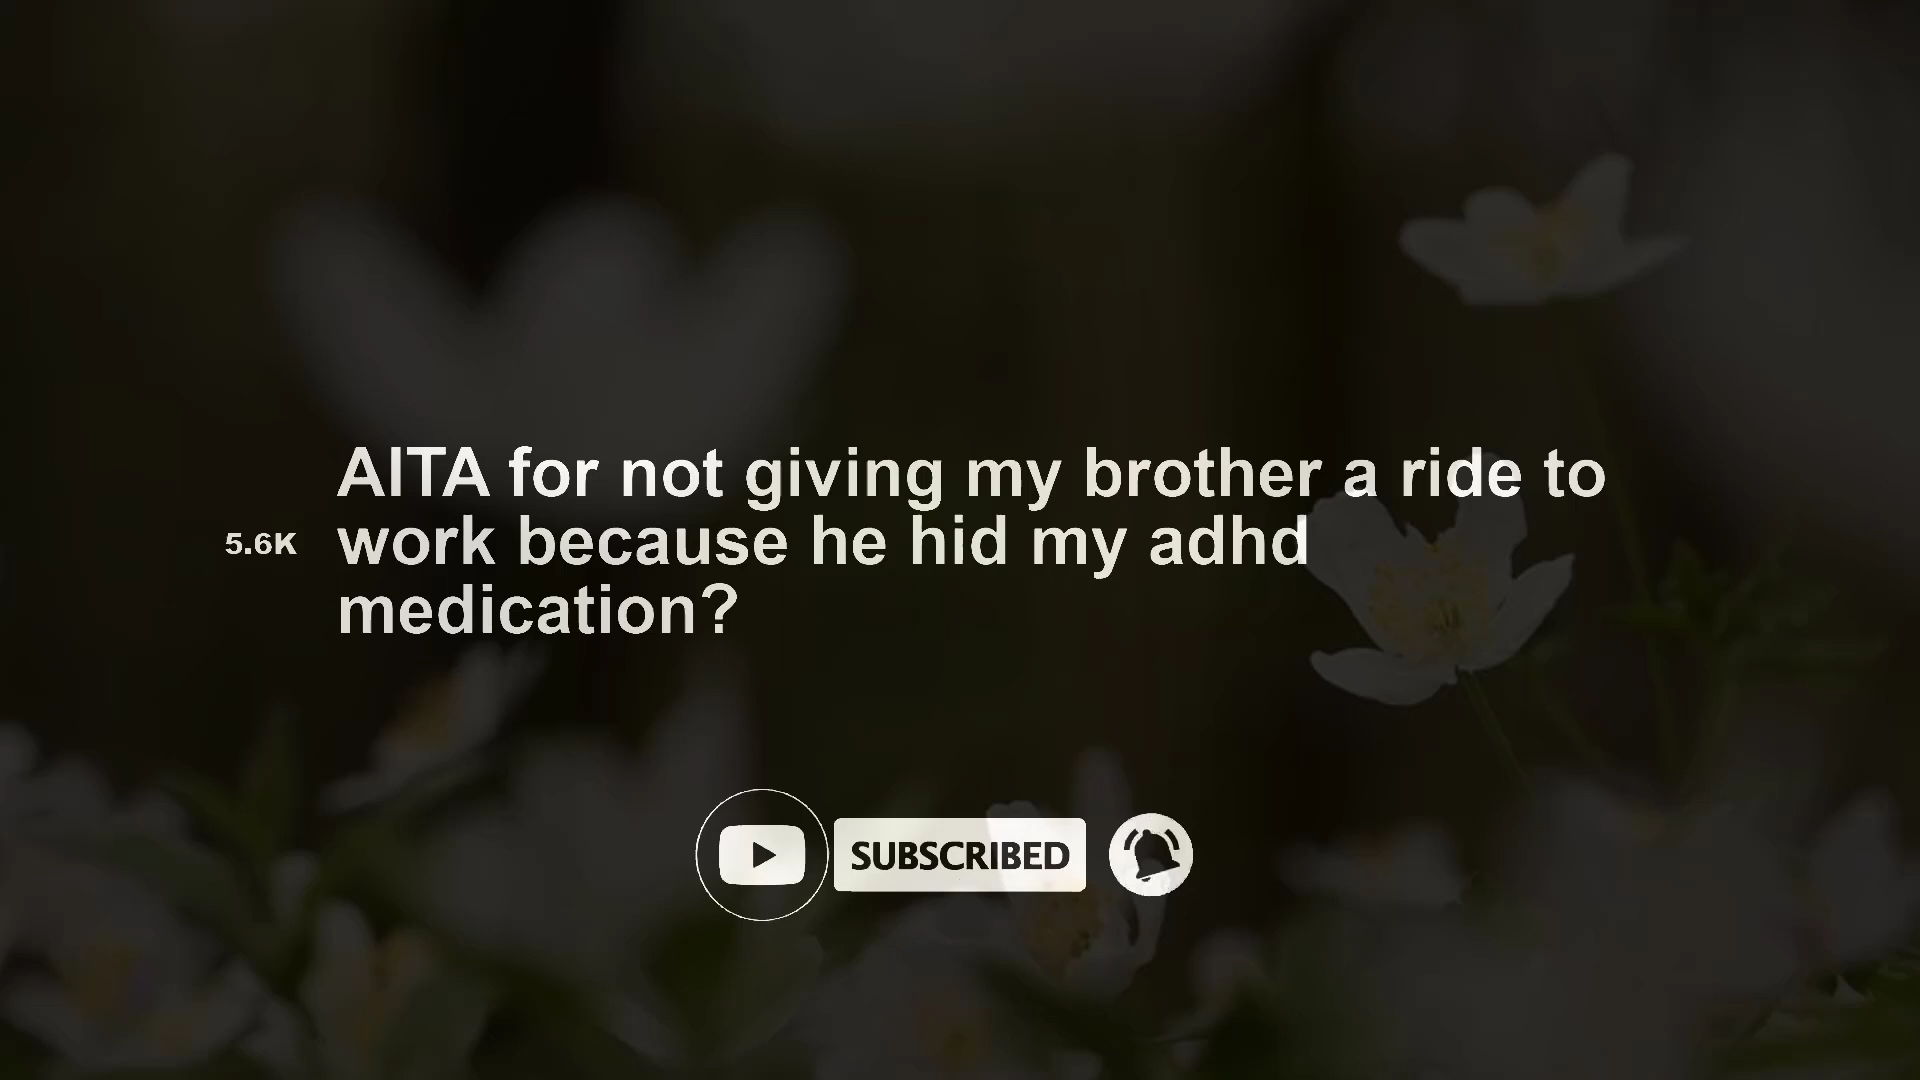 AITA for not giving my brother a ride to
5.6K
work because he hid my adhd
medication?
SUBSCRIBED